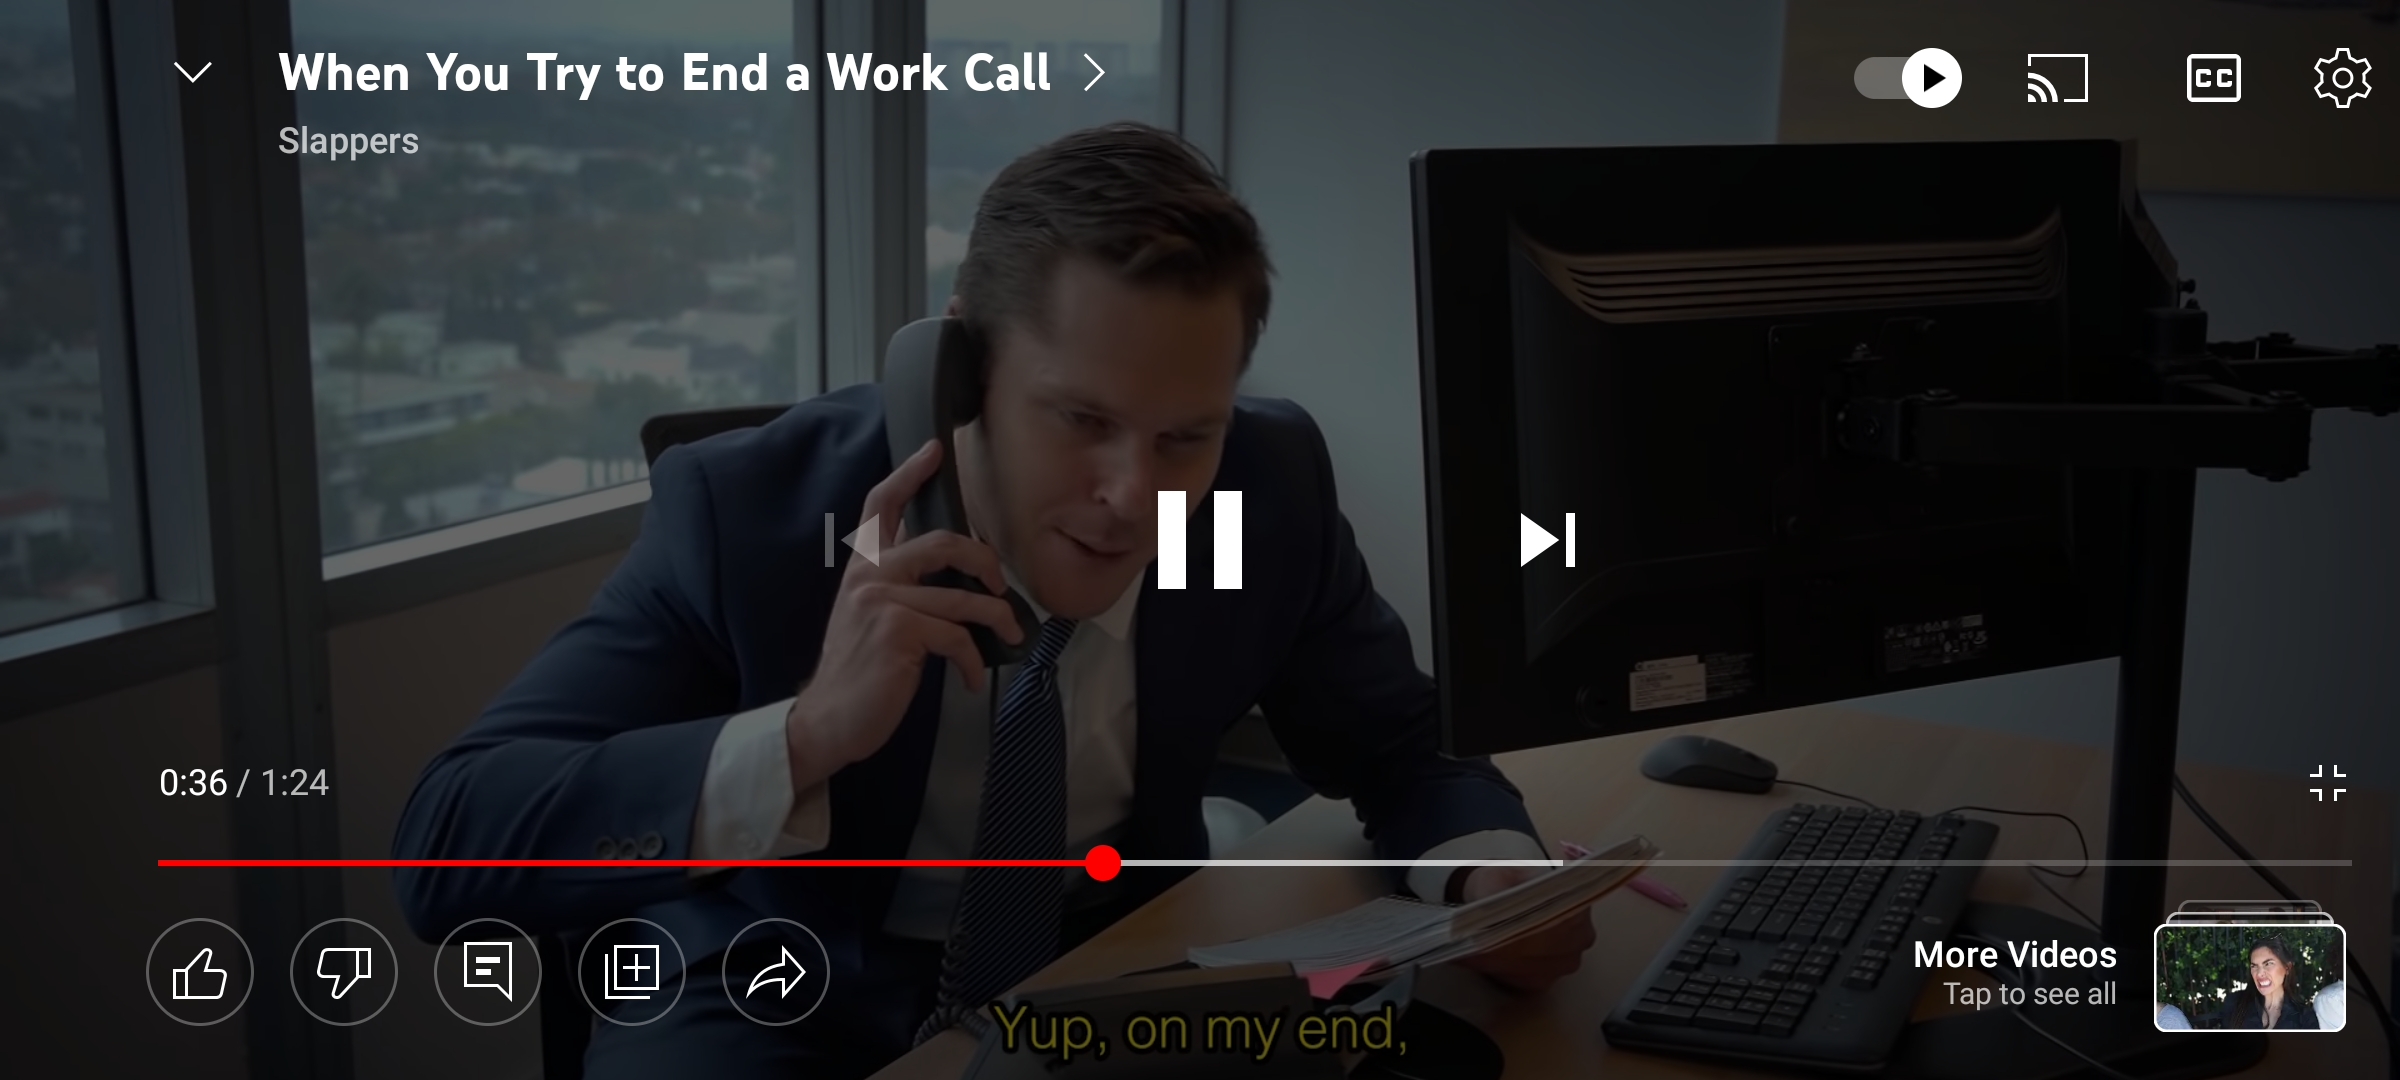 When You Try to End a Work Call
Slappers
CC
0:36 / 1:24
More Videos
Tap to see all
Yup, on my end,